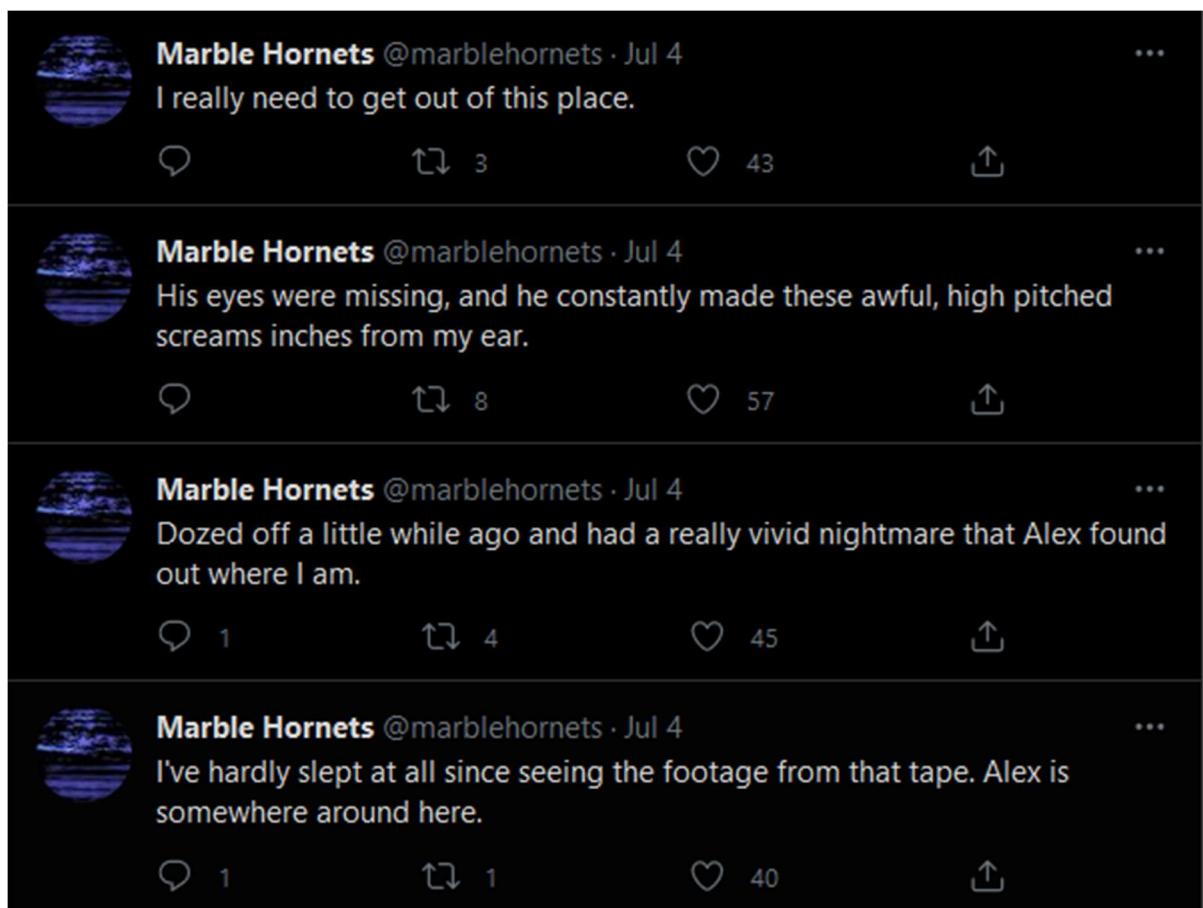 Marble Hornets @marblehornets · Jul 4
I really need to get out of this place.
3 43
Marble Hornets @marblehornets · Jul 4
His eyes were missing, and he constantly made these awful, high pitched
screams inches from my ear.
8 57
Marble Hornets @marblehornets · Jul 4
Dozed off a little while ago and had a really vivid nightmare that Alex found
out where I am.
1 4 45
Marble Hornets @marblehornets · Jul 4
I've hardly slept at all since seeing the footage from that tape. Alex is
somewhere around here.
1 1 40